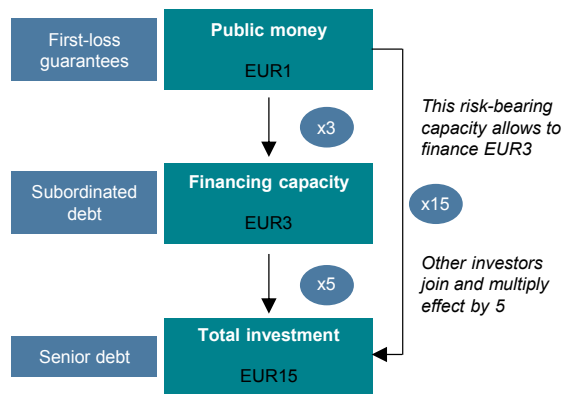 First-loss
guarantees
Public money
EUR1
x3
This risk-bearing
capacity allows to
finance EUR3
Subordinated
debt
Financing capacity
EUR3
x15
x5
Other investors
join and multiply
effect by 5
Senior debt
Total investment
EUR15